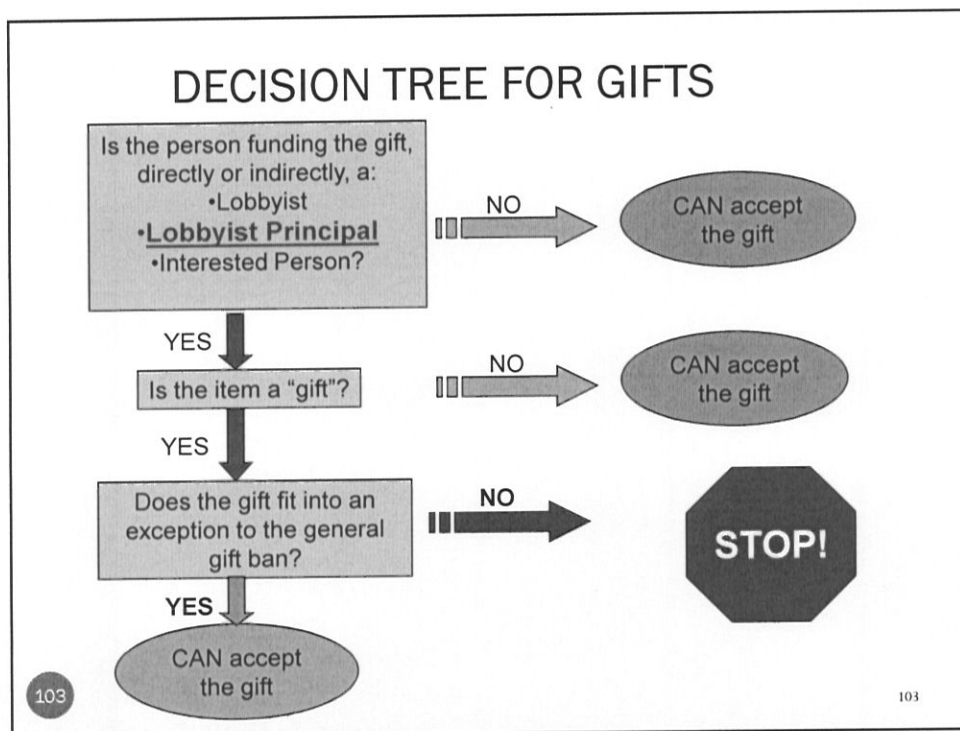 DECISION TREE FOR GIFTS
Is the person funding the gift,
directly or indirectly, a:
•Lobbyist
•Lobbyist Principal
•Interested Person?
NO
CAN accept
the gift
YES
Is the item a “gift”?
NO
CAN accept
the gift
YES
Does the gift fit into an
exception to the general
gift ban?
NO
STOP!
YES
CAN accept
the gift
103
103